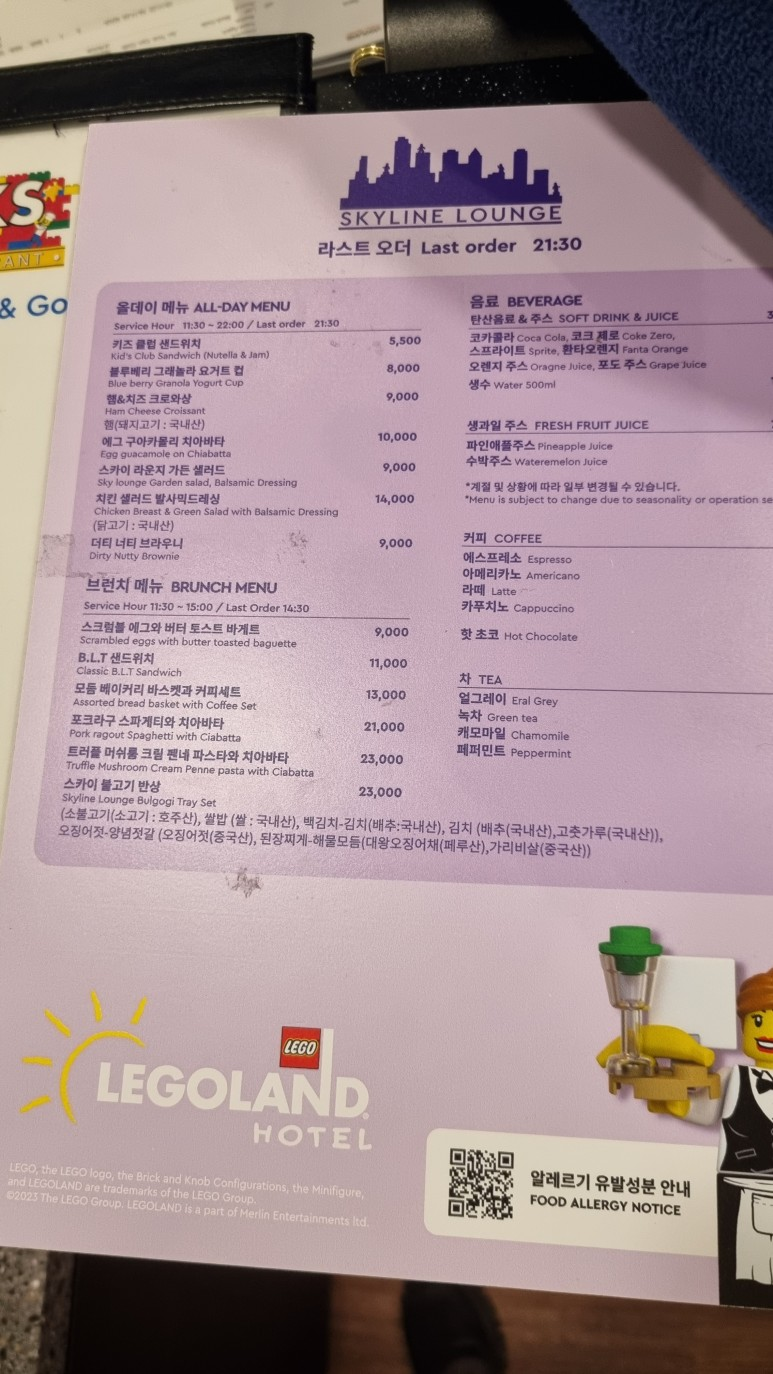 KS
ANT •
& Go
SKYLINE LOUNGE
라스트 오더 Last order 21:30
올데이 메뉴 ALL-DAY MENU
Service Hour 11:30 ~ 22:00 / Last order 21:30
키즈 클럽 샌드위치 5,500
Kid's Club Sandwich (Nutella & Jam)
블루베리 그래놀라 요거트 컵 8,000
Blue berry Granola Yogurt Cup
햄&치즈 크로와상 9,000
Ham Cheese Croissant
햄(돼지고기 : 국내산)
에그 구아카몰리 치아바타 10,000
Egg guacamole on Chiabatta
스카이 라운지 가든 샐러드 9,000
Sky lounge Garden salad, Balsamic Dressing
치킨 샐러드 발사믹드레싱 14,000
Chicken Breast & Green Salad with Balsamic Dressing
(닭고기 : 국내산)
더티 너티 브라우니 9,000
Dirty Nutty Brownie
브런치 메뉴 BRUNCH MENU
Service Hour 11:30 ~ 15:00 / Last Order 14:30
스크럼블 에그와 버터 토스트 바게트 9,000
Scrambled eggs with butter toasted baguette
B.L.T 샌드위치 11,000
Classic B.L.T Sandwich
모듬 베이커리 바스켓과 커피세트 13,000
Assorted bread basket with Coffee Set
포크라구 스파게티와 치아바타 21,000
Pork ragout Spaghetti with Ciabatta
트러플 머쉬룸 크림 펜네 파스타와 치아바타 23,000
Truffle Mushroom Cream Penne pasta with Ciabatta
스카이 불고기 반상 23,000
Skyline Lounge Bulgogi Tray Set
(소불고기(소고기 : 호주산), 쌀밥 (쌀 : 국내산), 백김치-김치(배추:국내산), 김치 (배추(국내산),고춧가루(국내산)),
오징어젓-양념젓갈 (오징어젓(중국산), 된장찌게-해물모듬(대왕오징어채(페루산),가리비살(중국산))
음료 BEVERAGE
탄산음료 & 주스 SOFT DRINK & JUICE 3
코카콜라 Coca Cola, 코크 제로 Coke Zero,
스프라이트 Sprite, 환타오렌지 Fanta Orange
오렌지 주스 Oragne Juice, 포도 주스 Grape Juice
생수 Water 500ml
생과일 주스 FRESH FRUIT JUICE
파인애플주스 Pineapple Juice
수박주스 Wateremelon Juice
*계절 및 상황에 따라 일부 변경될 수 있습니다.
*Menu is subject to change due to seasonality or operation se
커피 COFFEE
에스프레소 Espresso
아메리카노 Americano
라떼 Latte
카푸치노 Cappuccino
핫 초코 Hot Chocolate
차 TEA
얼그레이 Eral Grey
녹차 Green tea
캐모마일 Chamomile
페퍼민트 Peppermint
LEGO
LEGOLAND®
HOTEL
LEGO, the LEGO logo, the Brick and Knob Configurations, the Minifigure,
and LEGOLAND are trademarks of the LEGO Group.
©2023 The LEGO Group. LEGOLAND is a part of Merlin Entertainments ltd.
알레르기 유발성분 안내
FOOD ALLERGY NOTICE